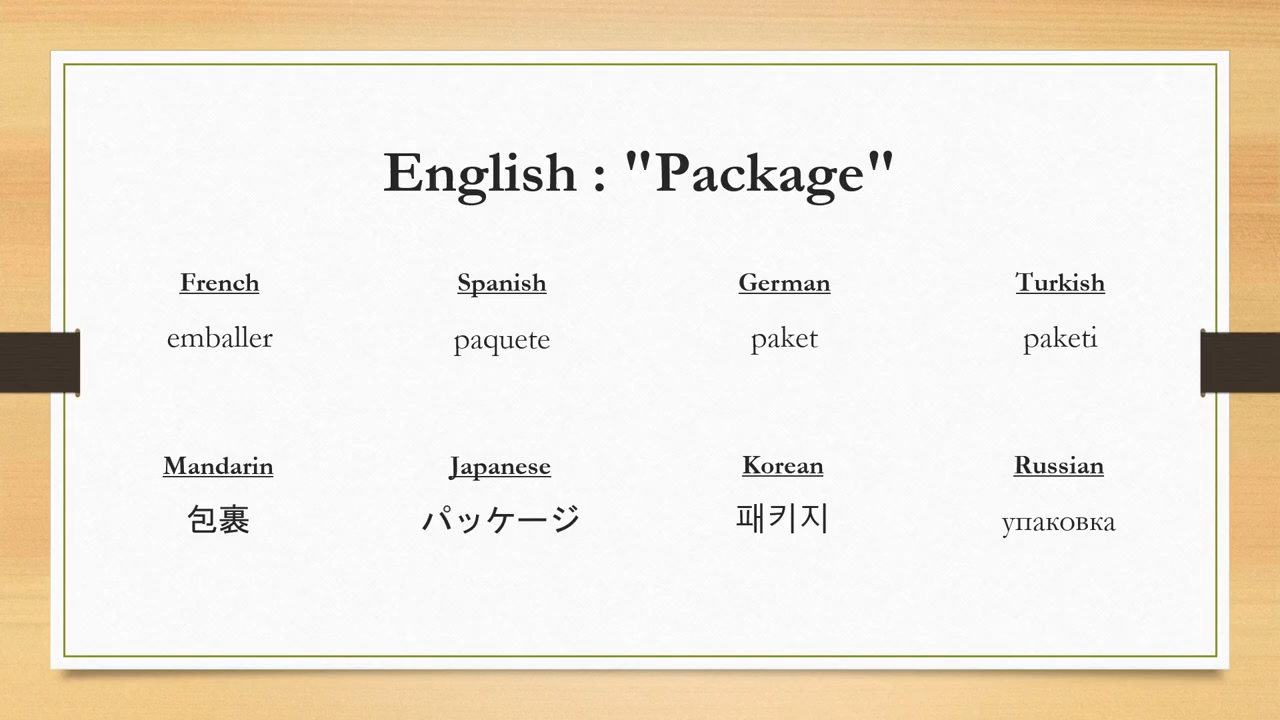 English : "Package"
French Spanish German Turkish
emballer paquete paket paketi
Mandarin Japanese Korean Russian
包裹 パッケージ 패키지 упаковка